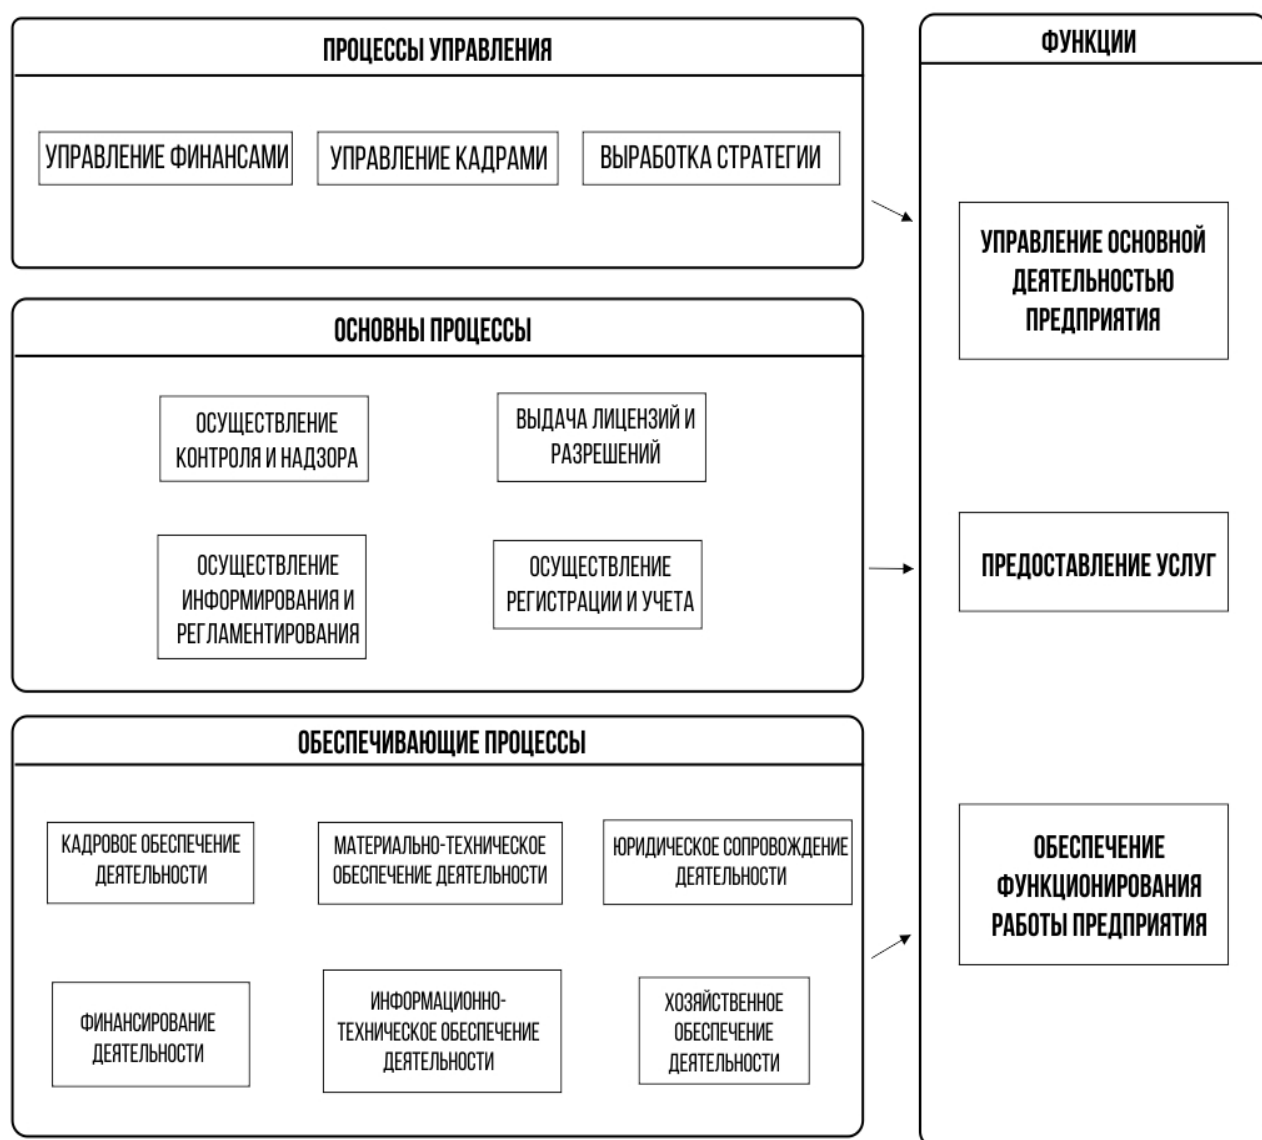 ПРОЦЕССЫ УПРАВЛЕНИЯ
УПРАВЛЕНИЕ ФИНАНСАМИ
УПРАВЛЕНИЕ КАДРАМИ
ВЫРАБОТКА СТРАТЕГИИ
ОСНОВНЫ ПРОЦЕССЫ
ОСУЩЕСТВЛЕНИЕ
КОНТРОЛЯ И НАДЗОРА
ВЫДАЧА ЛИЦЕНЗИЙ И
РАЗРЕШЕНИЙ
ОСУЩЕСТВЛЕНИЕ
ИНФОРМИРОВАНИЯ И
РЕГЛАМЕНТИРОВАНИЯ
ОСУЩЕСТВЛЕНИЕ
РЕГИСТРАЦИИ И УЧЕТА
ОБЕСПЕЧИВАЮЩИЕ ПРОЦЕССЫ
КАДРОВОЕ ОБЕСПЕЧЕНИЕ
ДЕЯТЕЛЬНОСТИ
МАТЕРИАЛЬНО-ТЕХНИЧЕСКОЕ
ОБЕСПЕЧЕНИЕ ДЕЯТЕЛЬНОСТИ
ЮРИДИЧЕСКОЕ СОПРОВОЖДЕНИЕ
ДЕЯТЕЛЬНОСТИ
ФИНАНСИРОВАНИЕ
ДЕЯТЕЛЬНОСТИ
ИНФОРМАЦИОННО-
ТЕХНИЧЕСКОЕ ОБЕСПЕЧЕНИЕ
ДЕЯТЕЛЬНОСТИ
ХОЗЯЙСТВЕННОЕ
ОБЕСПЕЧЕНИЕ
ДЕЯТЕЛЬНОСТИ
ФУНКЦИИ
УПРАВЛЕНИЕ ОСНОВНОЙ
ДЕЯТЕЛЬНОСТЬЮ
ПРЕДПРИЯТИЯ
ПРЕДОСТАВЛЕНИЕ УСЛУГ
ОБЕСПЕЧЕНИЕ
ФУНКЦИОНИРОВАНИЯ
РАБОТЫ ПРЕДПРИЯТИЯ